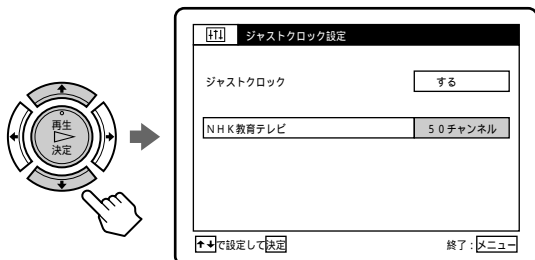 再生
決定
ジャストクロック設定
ジャストクロック する
NHK教育テレビ 50チャンネル
↑↓で設定して決定 終了:メニュー